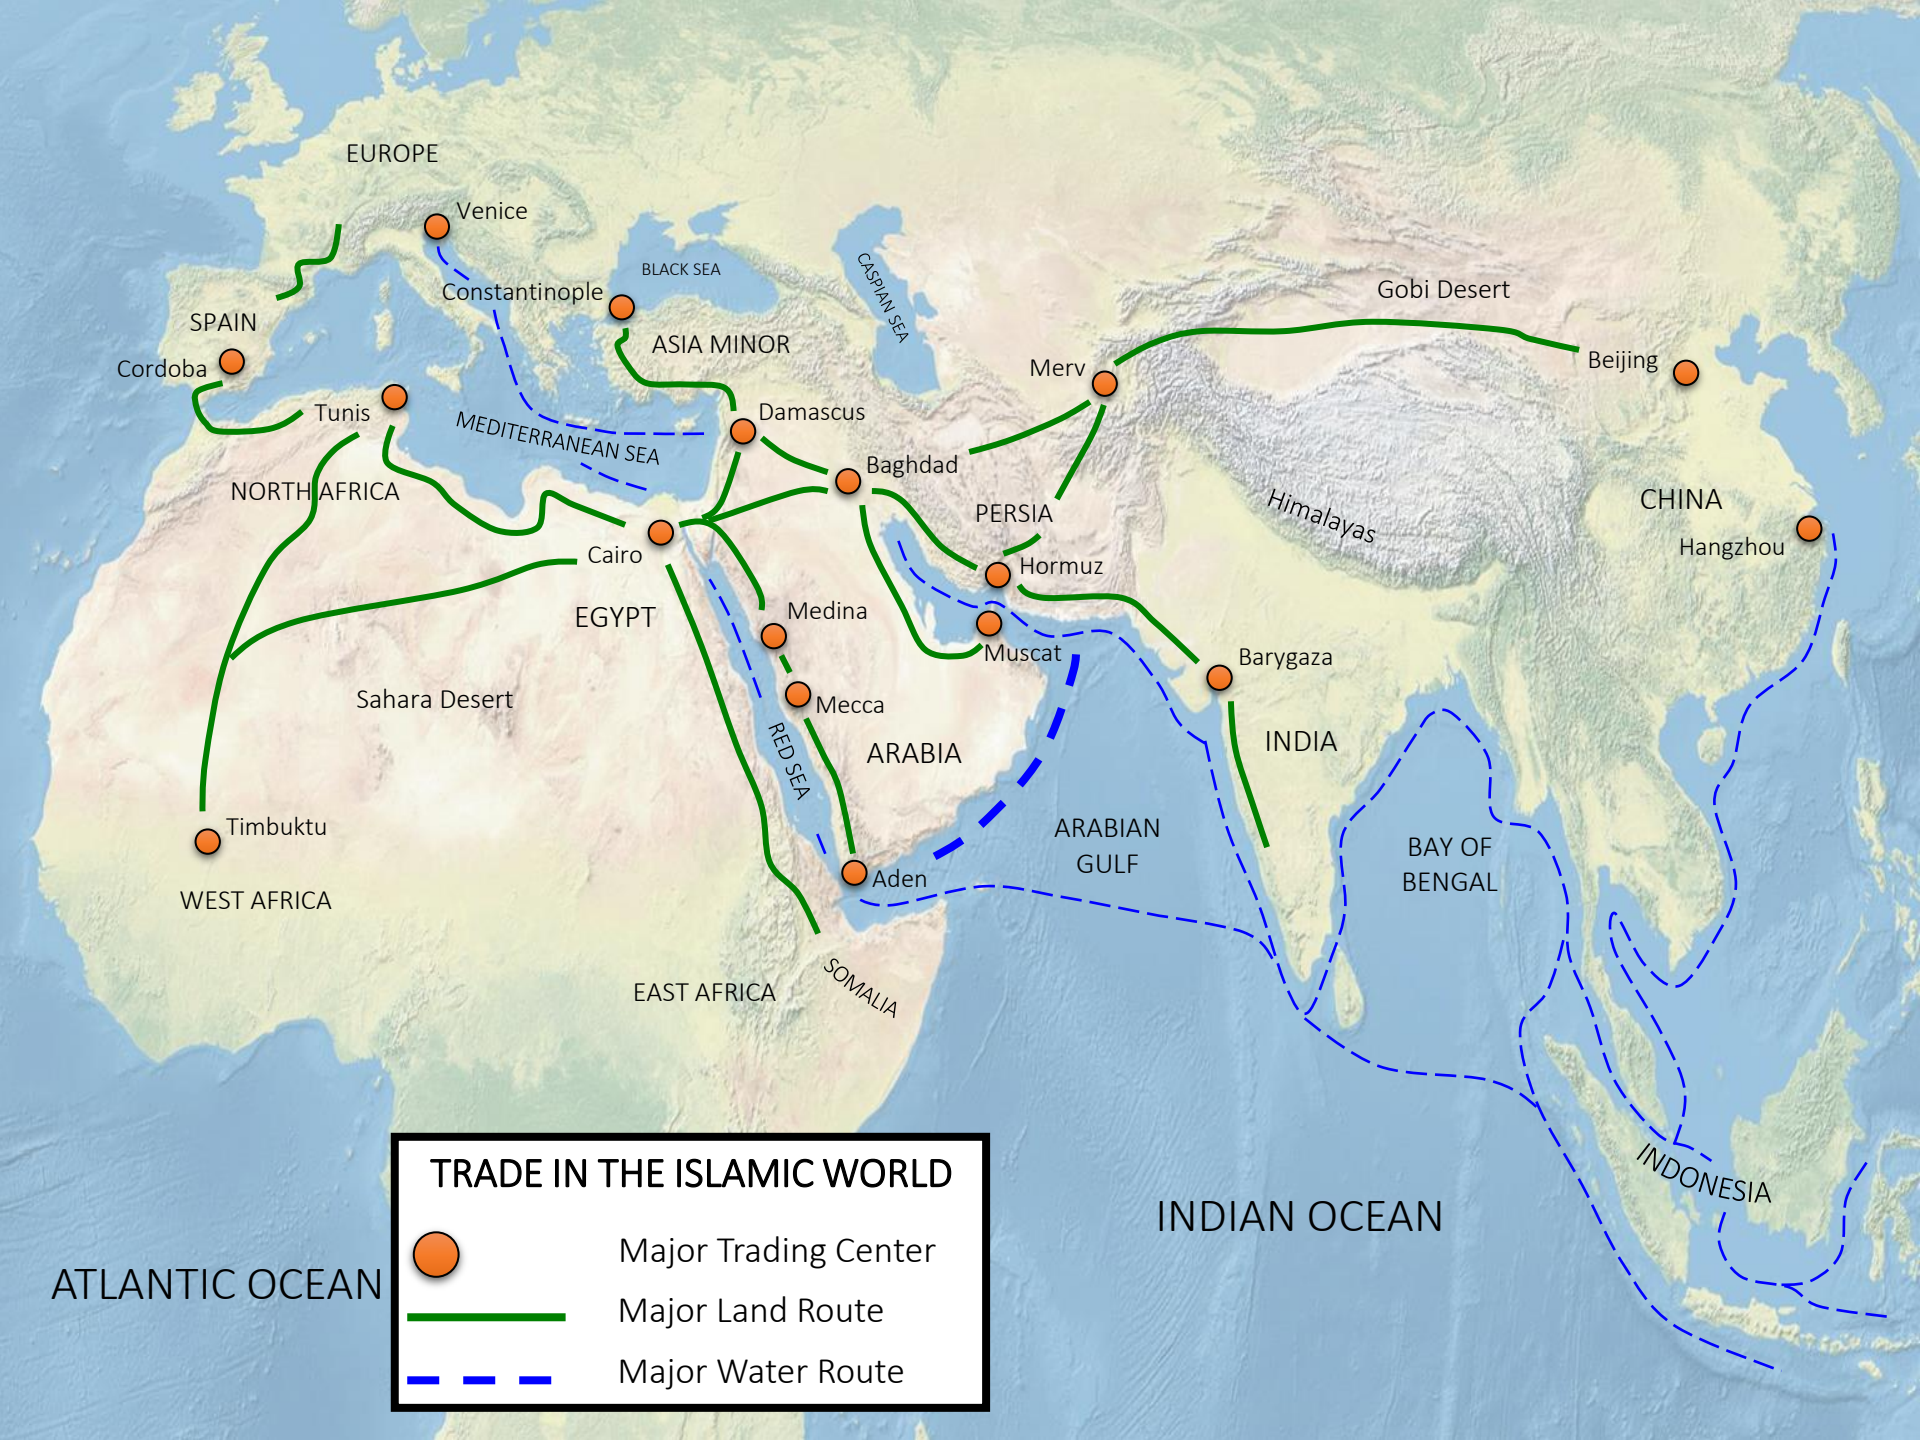 EUROPE
Venice
BLACK SEA
Constantinople
CASPIAN SEA
Gobi Desert
SPAIN
ASIA MINOR
Cordoba
Merv
Beijing
Tunis
Damascus
MEDITERRANEAN SEA
Baghdad
NORTH AFRICA
PERSIA
Himalayas
CHINA
Cairo
Hormuz
Hangzhou
EGYPT
Medina
Muscat
Barygaza
Sahara Desert
Mecca
RED SEA
ARABIA
INDIA
Timbuktu
ARABIAN
GULF
BAY OF
BENGAL
WEST AFRICA
Aden
EAST AFRICA
SOMALIA
INDONESIA
INDIAN OCEAN
ATLANTIC OCEAN
TRADE IN THE ISLAMIC WORLD
Major Trading Center
Major Land Route
Major Water Route